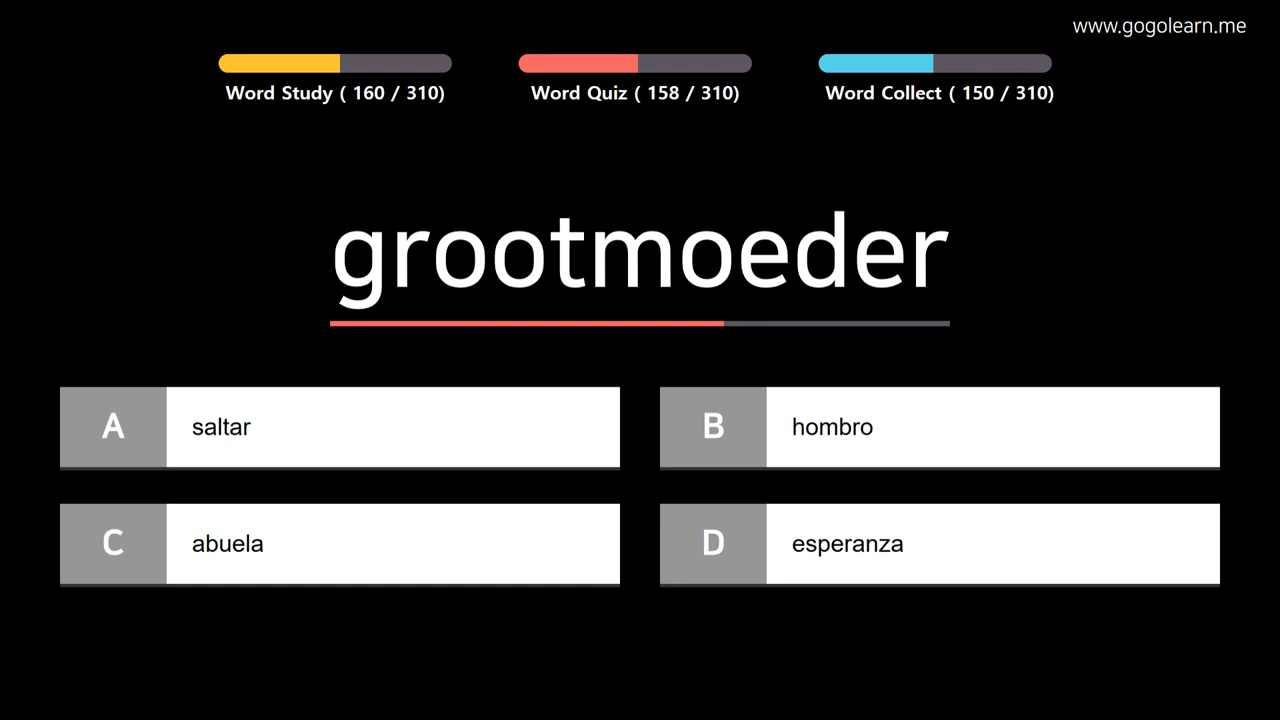 www.gogolearn.me
Word Study ( 160 / 310)
Word Quiz ( 158 / 310)
Word Collect ( 150 / 310)
grootmoeder
A saltar
B hombro
C abuela
D esperanza